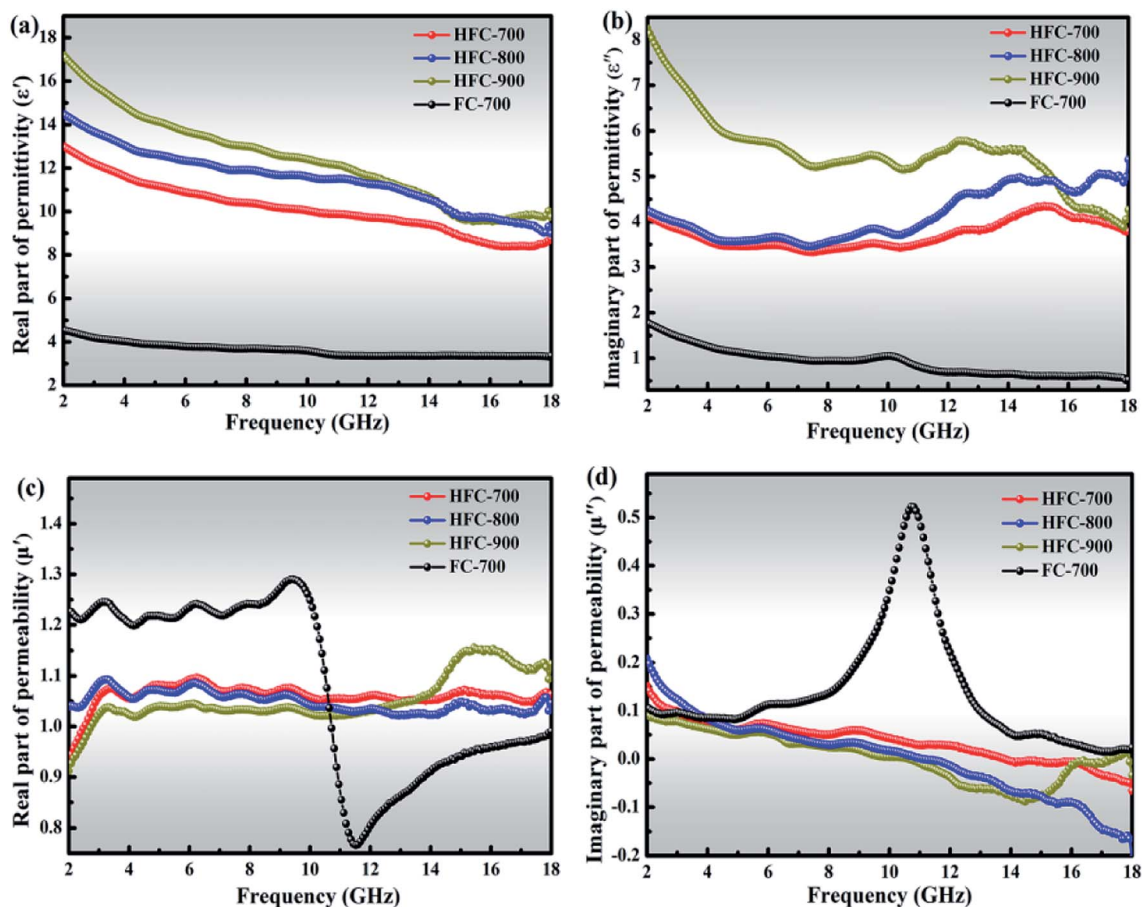 (a)
HFC-700
HFC-800
HFC-900
FC-700
Real part of permittivity (ε′)
18
16
14
12
10
8
6
4
2
2 4 6 8 10 12 14 16 18
Frequency (GHz)
(b)
HFC-700
HFC-800
HFC-900
FC-700
Imaginary part of permittivity (ε″)
8
7
6
5
4
3
2
1
2 4 6 8 10 12 14 16 18
Frequency (GHz)
(c)
HFC-700
HFC-800
HFC-900
FC-700
Real part of permeability (μ′)
1.4
1.3
1.2
1.1
1.0
0.9
0.8
2 4 6 8 10 12 14 16 18
Frequency (GHz)
(d)
HFC-700
HFC-800
HFC-900
FC-700
Imaginary part of permeability (μ″)
0.5
0.4
0.3
0.2
0.1
0.0
-0.1
-0.2
2 4 6 8 10 12 14 16 18
Frequency (GHz)